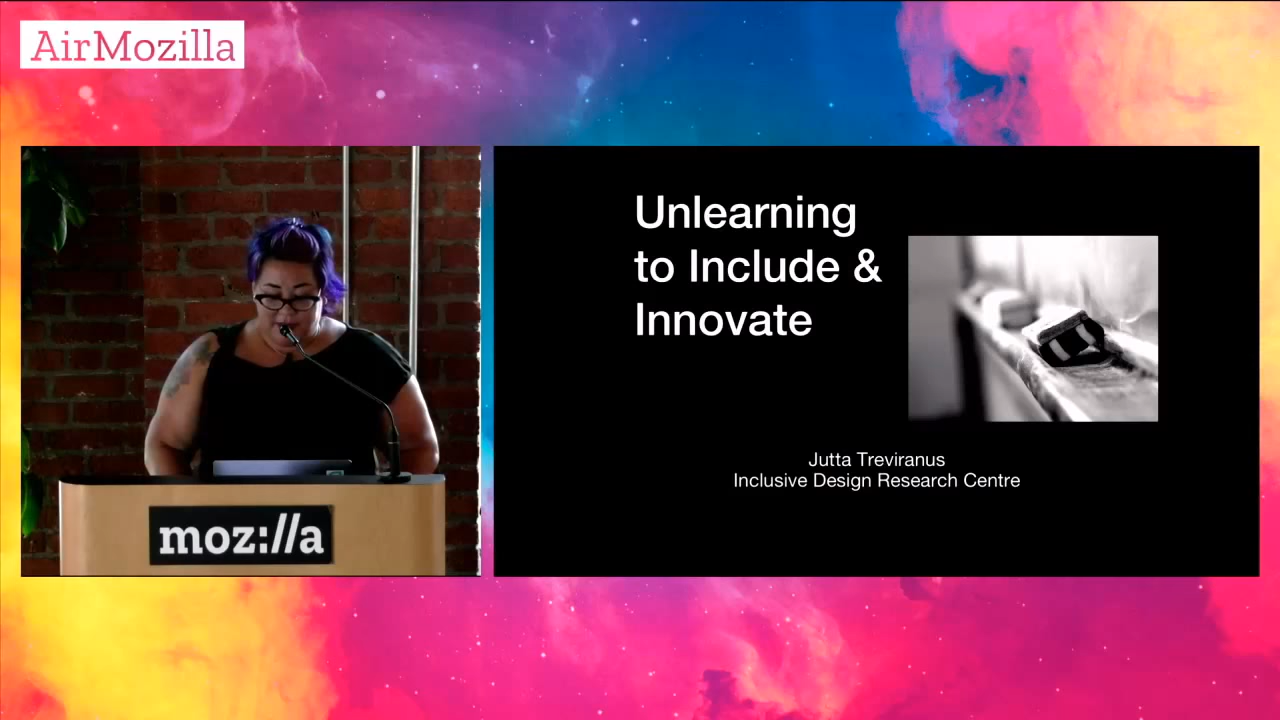 AirMozilla
Unlearning
to Include &
Innovate
Jutta Treviranus
Inclusive Design Research Centre
moz://a